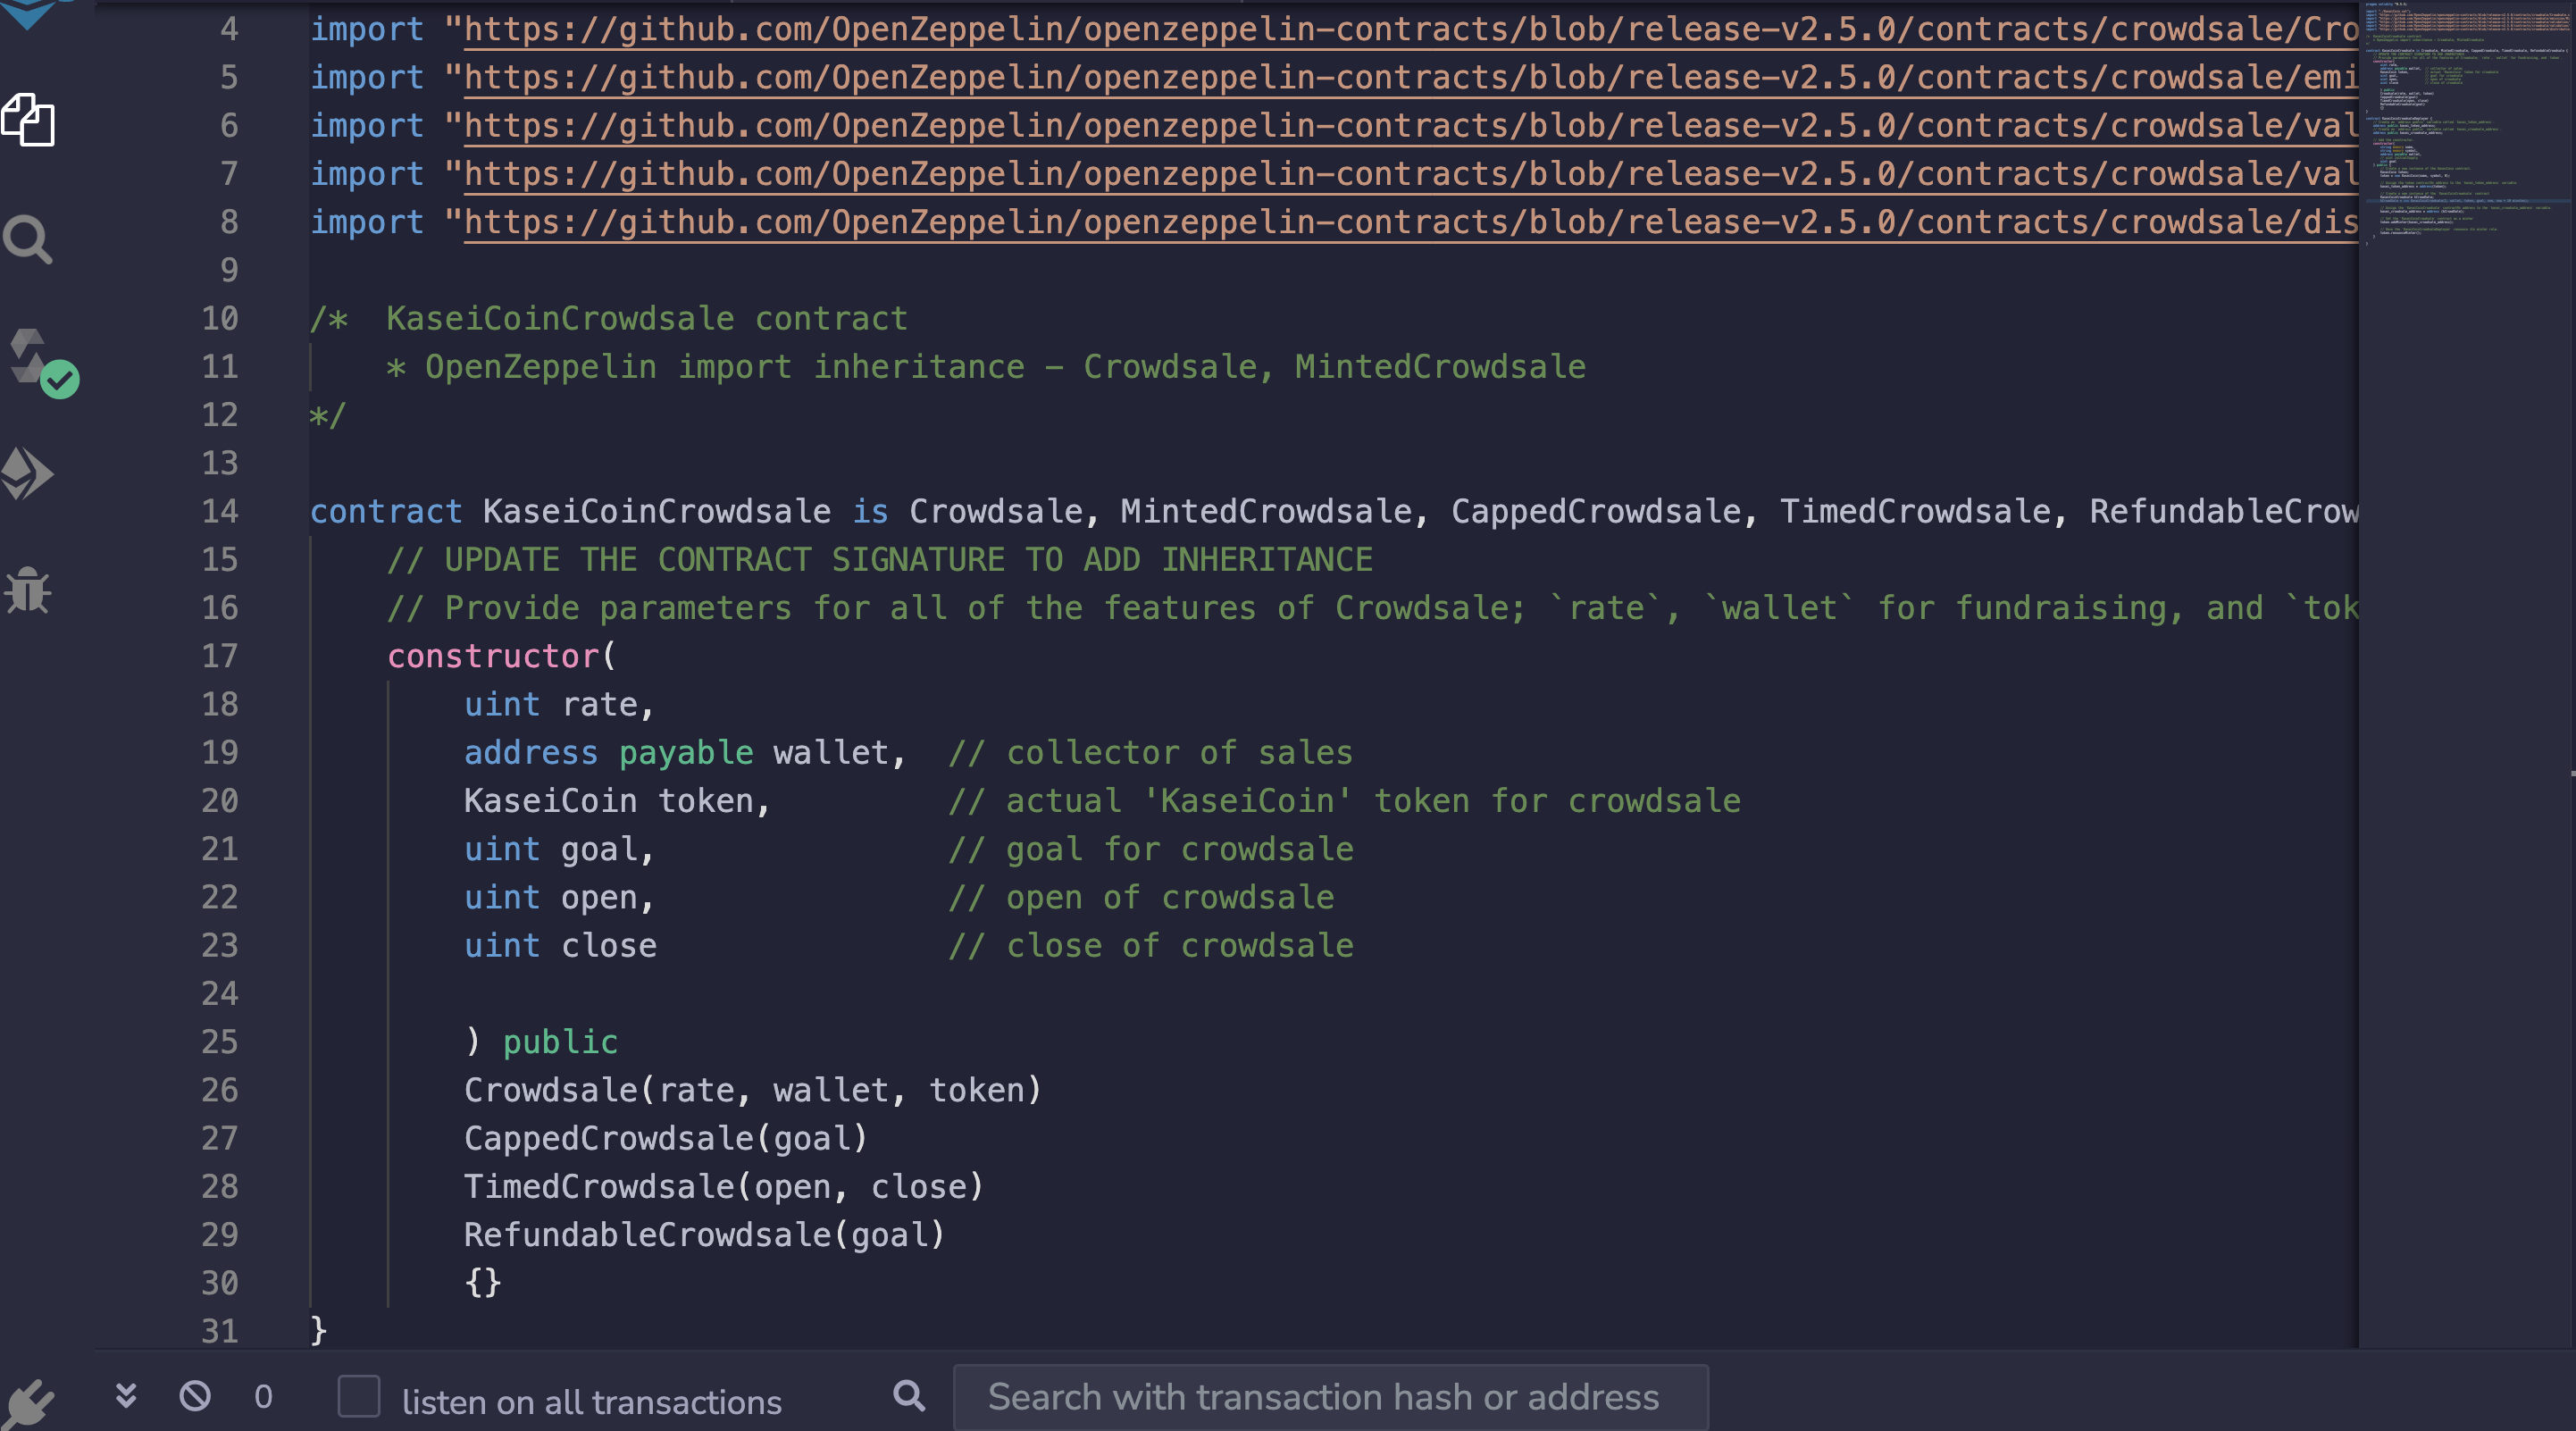 4 import "https://github.com/OpenZeppelin/openzeppelin-contracts/blob/release-v2.5.0/contracts/crowdsale/Cro
5 import "https://github.com/OpenZeppelin/openzeppelin-contracts/blob/release-v2.5.0/contracts/crowdsale/emi
6 import "https://github.com/OpenZeppelin/openzeppelin-contracts/blob/release-v2.5.0/contracts/crowdsale/val
7 import "https://github.com/OpenZeppelin/openzeppelin-contracts/blob/release-v2.5.0/contracts/crowdsale/val
8 import "https://github.com/OpenZeppelin/openzeppelin-contracts/blob/release-v2.5.0/contracts/crowdsale/dis
9
10 /*  KaseiCoinCrowdsale contract
11     * OpenZeppelin import inheritance – Crowdsale, MintedCrowdsale
12 */
13
14 contract KaseiCoinCrowdsale is Crowdsale, MintedCrowdsale, CappedCrowdsale, TimedCrowdsale, RefundableCrow
15     // UPDATE THE CONTRACT SIGNATURE TO ADD INHERITANCE
16     // Provide parameters for all of the features of Crowdsale; `rate`, `wallet` for fundraising, and `tok
17     constructor(
18         uint rate,
19         address payable wallet,  // collector of sales
20         KaseiCoin token,         // actual 'KaseiCoin' token for crowdsale
21         uint goal,               // goal for crowdsale
22         uint open,               // open of crowdsale
23         uint close               // close of crowdsale
24
25         ) public
26         Crowdsale(rate, wallet, token)
27         CappedCrowdsale(goal)
28         TimedCrowdsale(open, close)
29         RefundableCrowdsale(goal)
30         {}
31 }
0 listen on all transactions Search with transaction hash or address